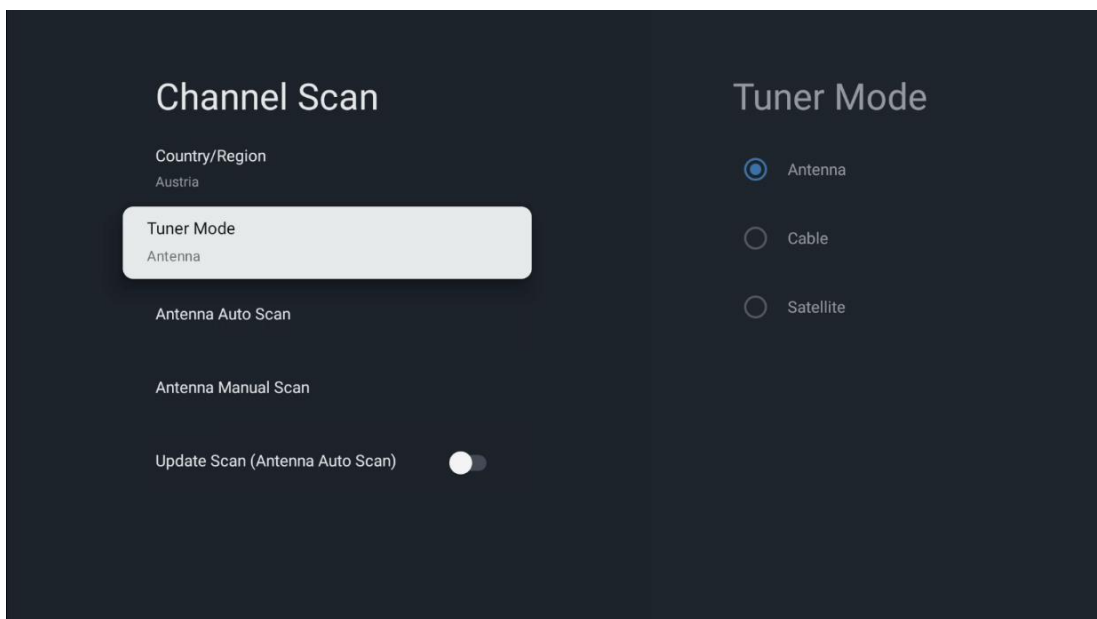 Channel Scan
Country/Region
Austria
Tuner Mode
Antenna
Antenna Auto Scan
Antenna Manual Scan
Update Scan (Antenna Auto Scan)
Tuner Mode
Antenna
Cable
Satellite